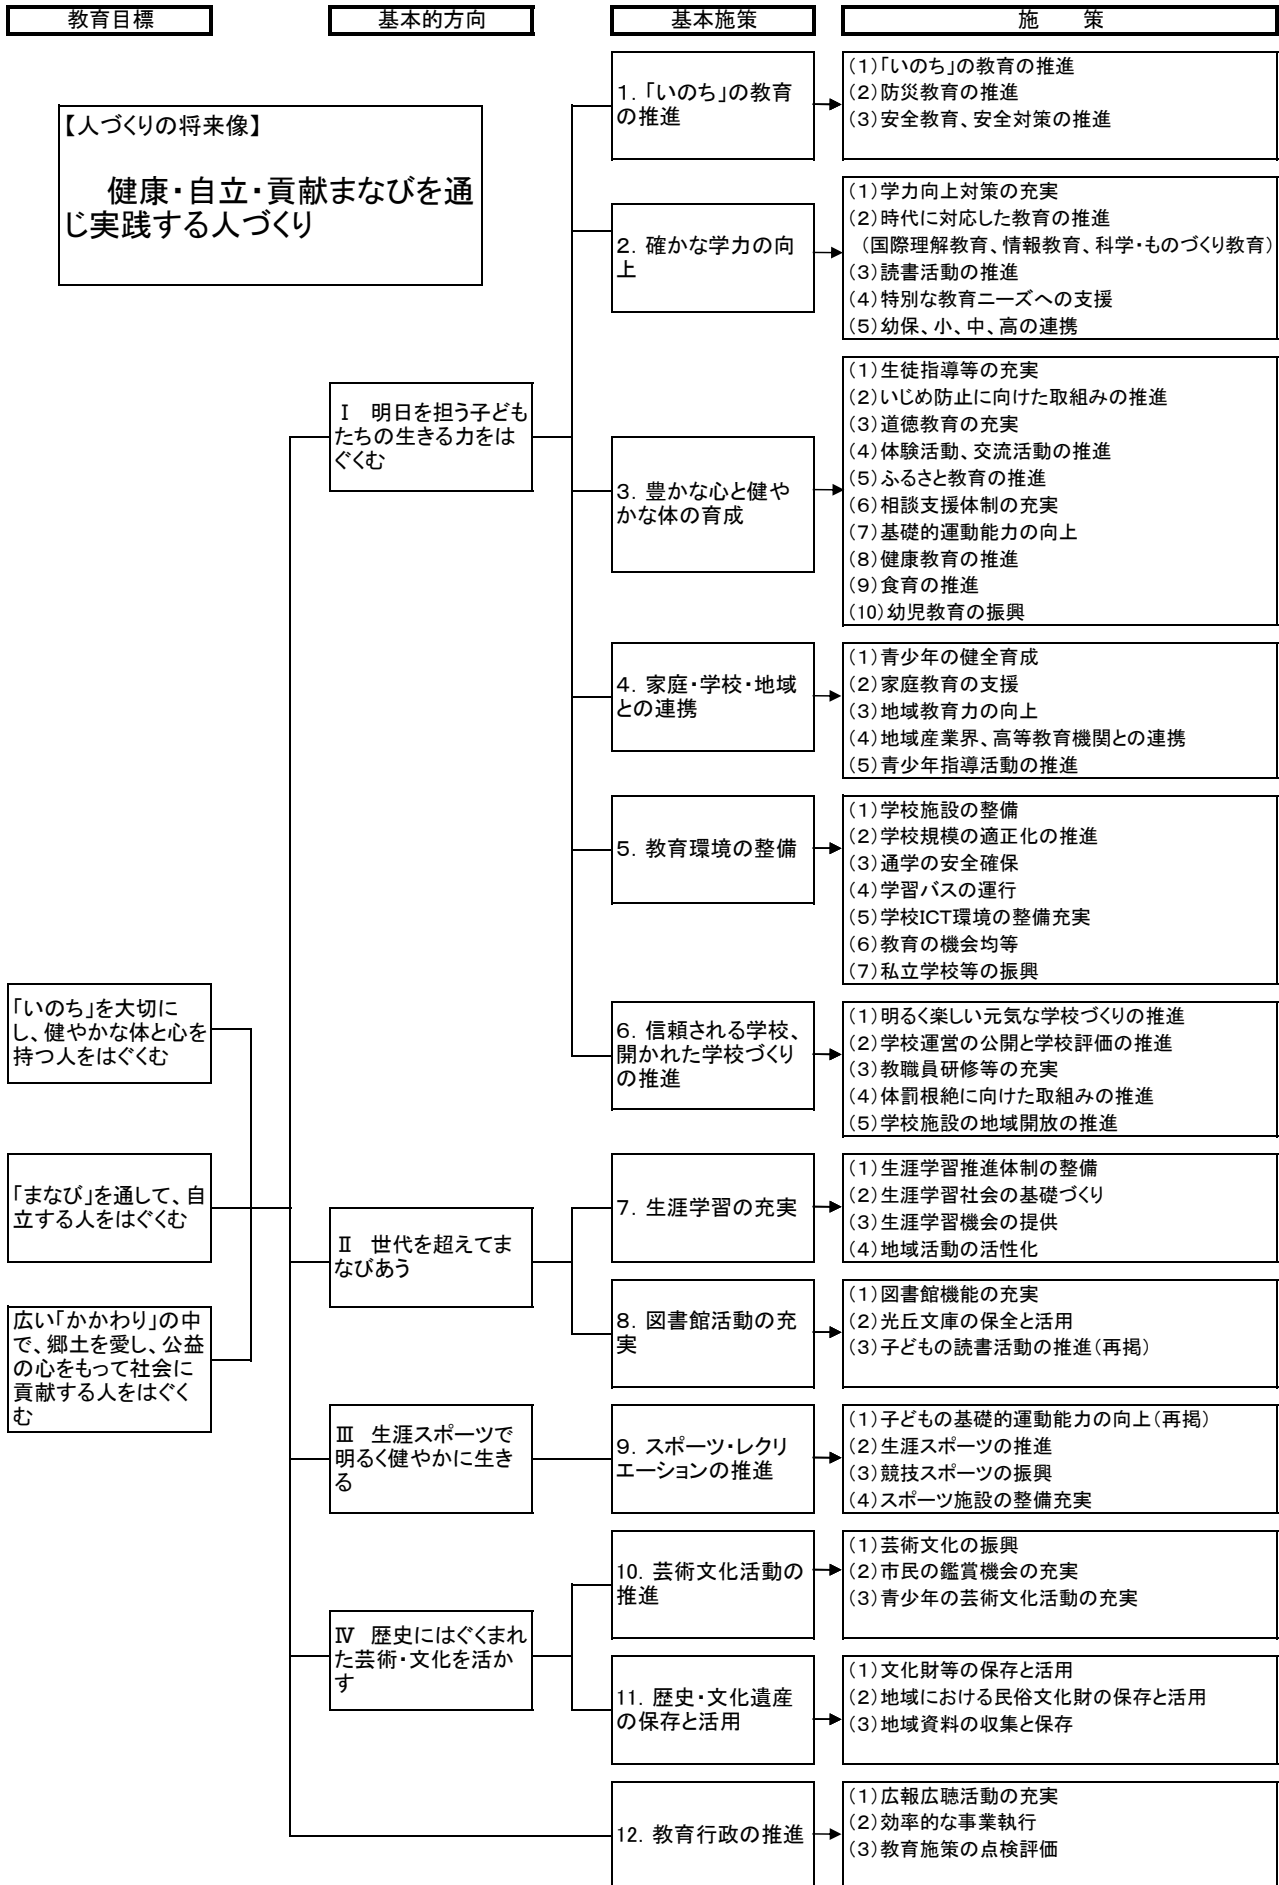 教育目標
基本的方向
基本施策
施　　策
【人づくりの将来像】
健康・自立・貢献まなびを通
じ実践する人づくり
「いのち」を大切に
し、健やかな体と心を
持つ人をはぐくむ
「まなび」を通して、自
立する人をはぐくむ
広い「かかわり」の中
で、郷土を愛し、公益
の心をもって社会に
貢献する人をはぐく
む
Ⅰ　明日を担う子ども
たちの生きる力をは
ぐくむ
1．「いのち」の教育
の推進
（1）「いのち」の教育の推進
（2）防災教育の推進
（3）安全教育、安全対策の推進
2．確かな学力の向
上
（1）学力向上対策の充実
（2）時代に対応した教育の推進
（国際理解教育、情報教育、科学・ものづくり教育）
（3）読書活動の推進
（4）特別な教育ニーズへの支援
（5）幼保、小、中、高の連携
3．豊かな心と健や
かな体の育成
（1）生徒指導等の充実
（2）いじめ防止に向けた取組みの推進
（3）道徳教育の充実
（4）体験活動、交流活動の推進
（5）ふるさと教育の推進
（6）相談支援体制の充実
（7）基礎的運動能力の向上
（8）健康教育の推進
（9）食育の推進
（10）幼児教育の振興
4．家庭・学校・地域
との連携
（1）青少年の健全育成
（2）家庭教育の支援
（3）地域教育力の向上
（4）地域産業界、高等教育機関との連携
（5）青少年指導活動の推進
5．教育環境の整備
（1）学校施設の整備
（2）学校規模の適正化の推進
（3）通学の安全確保
（4）学習バスの運行
（5）学校ICT環境の整備充実
（6）教育の機会均等
（7）私立学校等の振興
6．信頼される学校、
開かれた学校づくり
の推進
（1）明るく楽しい元気な学校づくりの推進
（2）学校運営の公開と学校評価の推進
（3）教職員研修等の充実
（4）体罰根絶に向けた取組みの推進
（5）学校施設の地域開放の推進
Ⅱ　世代を超えてま
なびあう
7．生涯学習の充実
（1）生涯学習推進体制の整備
（2）生涯学習社会の基礎づくり
（3）生涯学習機会の提供
（4）地域活動の活性化
8．図書館活動の充
実
（1）図書館機能の充実
（2）光丘文庫の保全と活用
（3）子どもの読書活動の推進（再掲）
Ⅲ　生涯スポーツで
明るく健やかに生き
る
9．スポーツ・レクリ
エーションの推進
（1）子どもの基礎的運動能力の向上（再掲）
（2）生涯スポーツの推進
（3）競技スポーツの振興
（4）スポーツ施設の整備充実
Ⅳ　歴史にはぐくまれ
た芸術・文化を活か
す
10．芸術文化活動の
推進
（1）芸術文化の振興
（2）市民の鑑賞機会の充実
（3）青少年の芸術文化活動の充実
11．歴史・文化遺産
の保存と活用
（1）文化財等の保存と活用
（2）地域における民俗文化財の保存と活用
（3）地域資料の収集と保存
12．教育行政の推進
（1）広報広聴活動の充実
（2）効率的な事業執行
（3）教育施策の点検評価